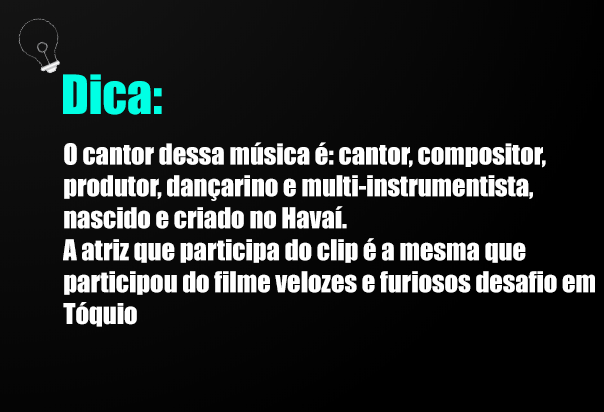 Dica:
O cantor dessa música é: cantor, compositor,
produtor, dançarino e multi-instrumentista,
nascido e criado no Havaí.
A atriz que participa do clip é a mesma que
participou do filme velozes e furiosos desafio em
Tóquio